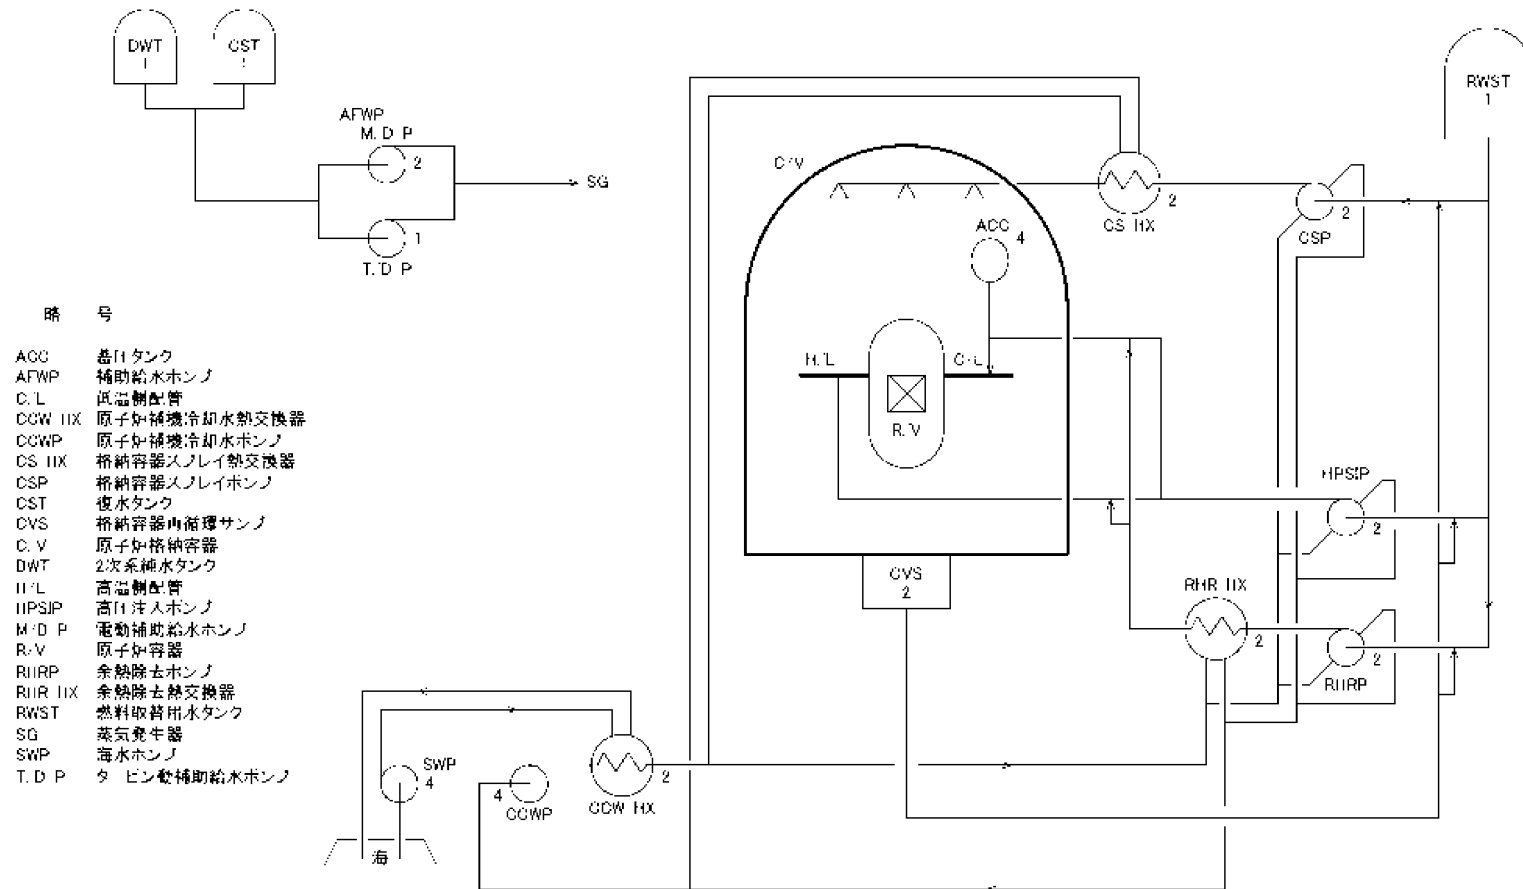 DWT
1
CST
1
AFWP
M/D P
2
SG
1
T/D P
C/V
CS HX
2
ACC
4
RWST
1
2
CSP
H/L
C/L
R/V
HPSIP
2
CVS
2
RHR HX
2
2
RHRP
SWP
4
4
CCWP
2
CCW HX
海
略 号
ACC 蓄圧タンク
AFWP 補助給水ポンプ
C/L 低温側配管
CCW HX 原子炉補機冷却水熱交換器
CCWP 原子炉補機冷却水ポンプ
CS HX 格納容器スプレイ熱交換器
CSP 格納容器スプレイポンプ
CST 復水タンク
CVS 格納容器再循環サンプ
C/V 原子炉格納容器
DWT 2次系純水タンク
H/L 高温側配管
HPSIP 高圧注入ポンプ
M/D P 電動補助給水ポンプ
R/V 原子炉容器
RHRP 余熱除去ポンプ
RHR HX 余熱除去熱交換器
RWST 燃料取替用水タンク
SG 蒸気発生器
SWP 海水ポンプ
T/D P タービン動補助給水ポンプ